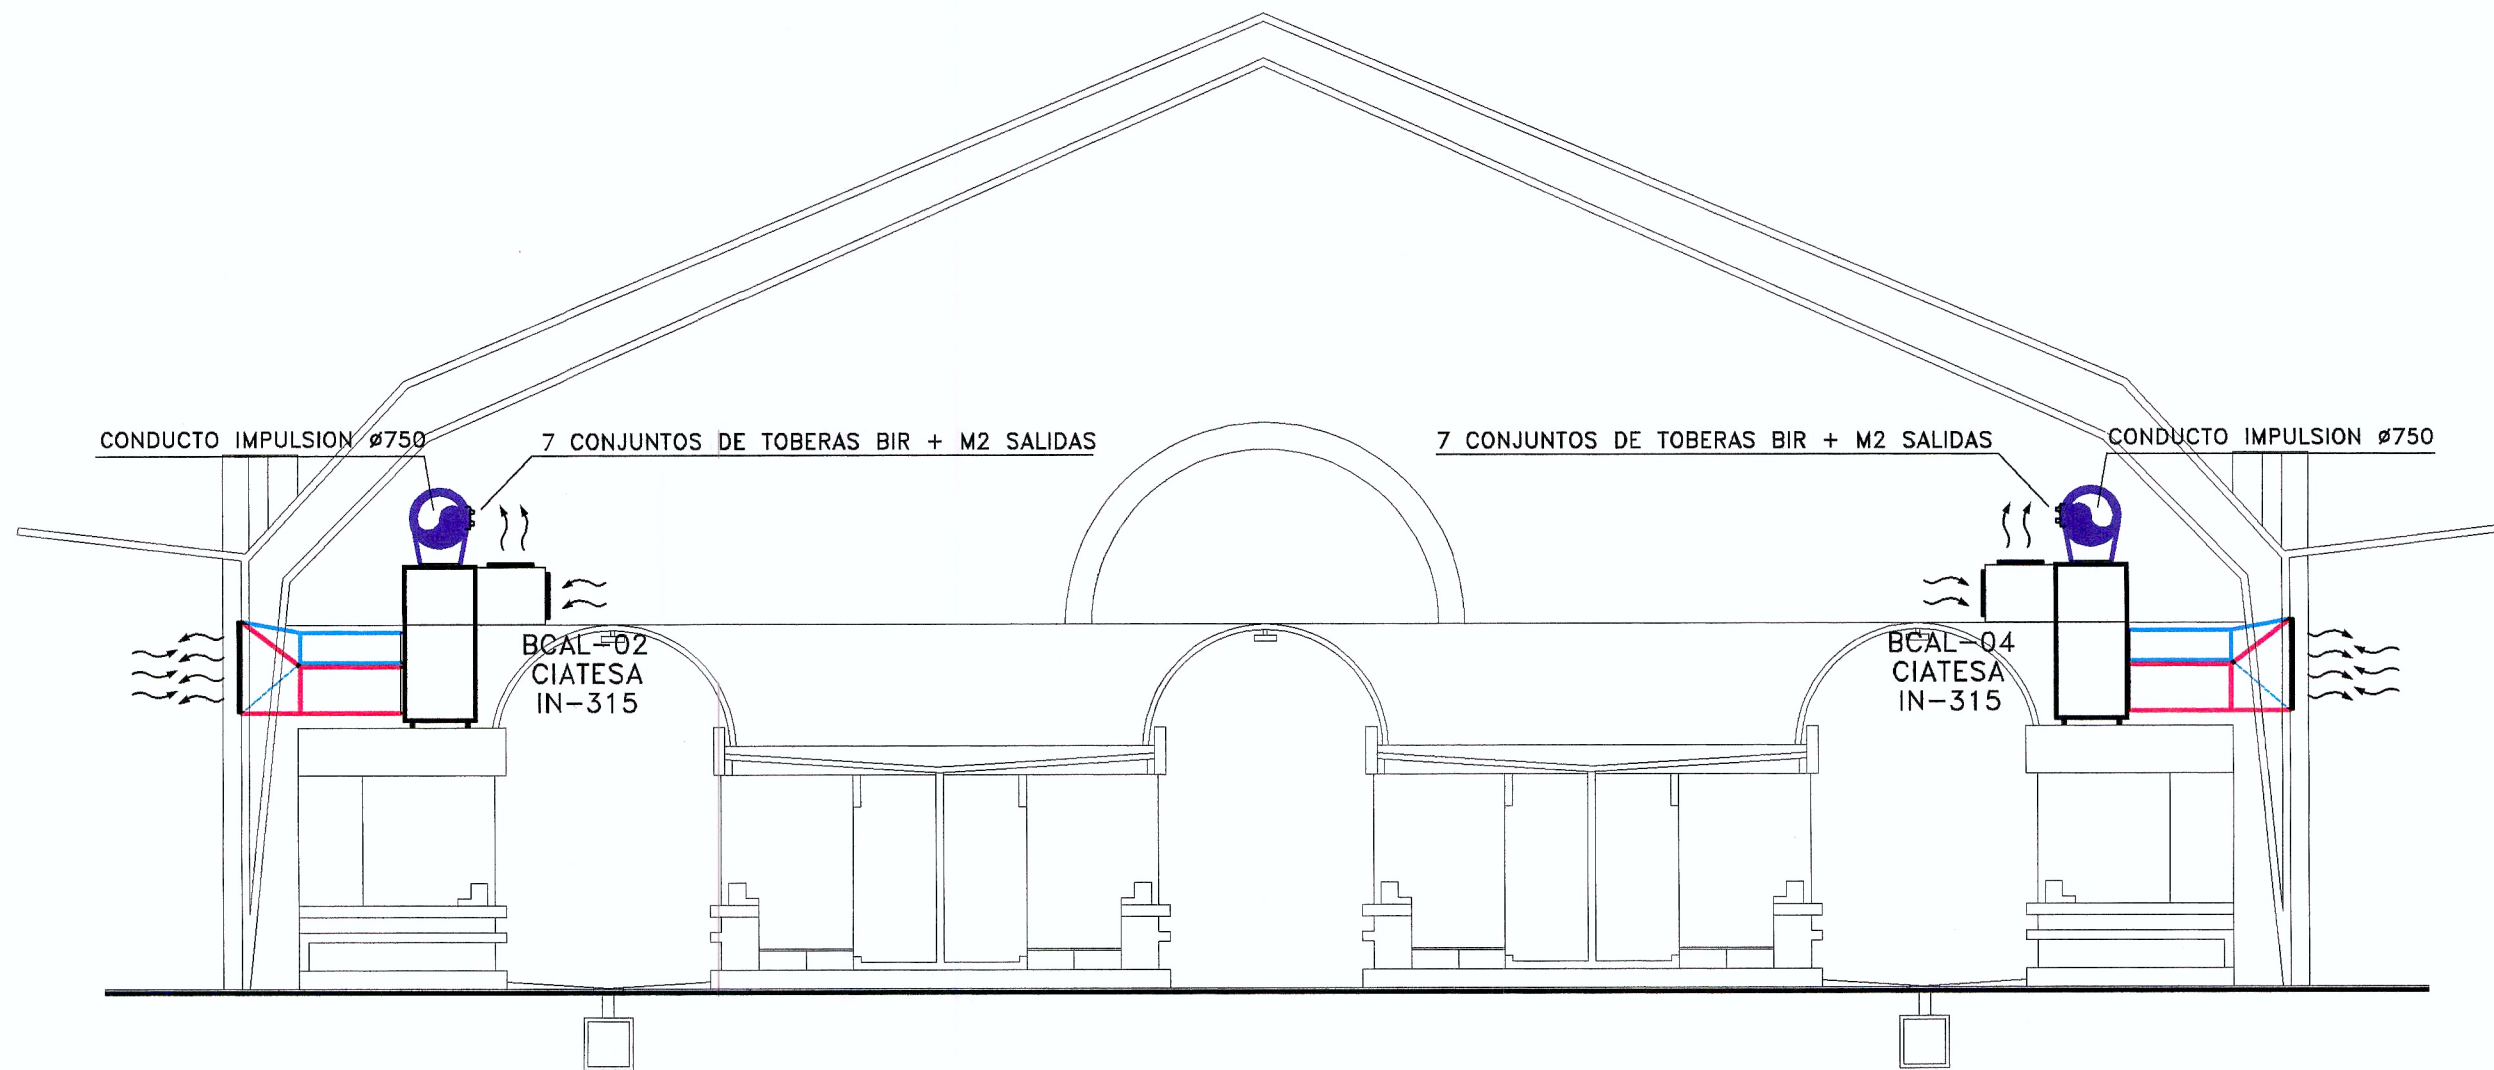 CONDUCTO IMPULSION ø750
7 CONJUNTOS DE TOBERAS BIR + M2 SALIDAS
7 CONJUNTOS DE TOBERAS BIR + M2 SALIDAS
CONDUCTO IMPULSION ø750
BCAL-02
CIATESA
IN-315
BCAL-04
CIATESA
IN-315